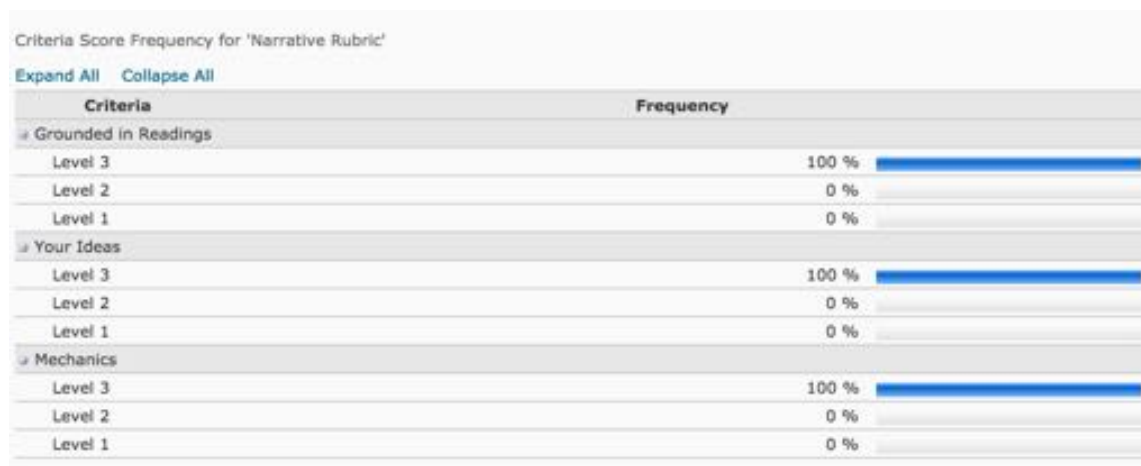 Criteria Score Frequency for 'Narrative Rubric'
Expand All Collapse All
Criteria Frequency
Grounded in Readings
Level 3 100 %
Level 2 0 %
Level 1 0 %
Your Ideas
Level 3 100 %
Level 2 0 %
Level 1 0 %
Mechanics
Level 3 100 %
Level 2 0 %
Level 1 0 %